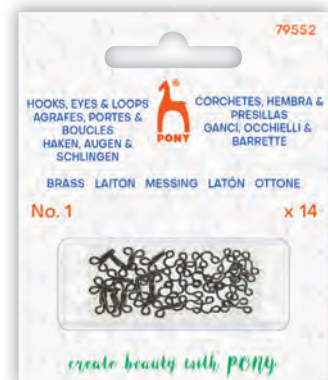 79552
HOOKS, EYES & LOOPS
AGRAFES, PORTES &
BOUCLES
HAKEN, AUGEN &
SCHLINGEN
®
PONY
CORCHETES, HEMBRA &
PRESILLAS
GANCI, OCCHIELLI &
BARRETTE
BRASS LAITON MESSING LATÓN OTTONE
No. 1
x 14
create beauty with PONY